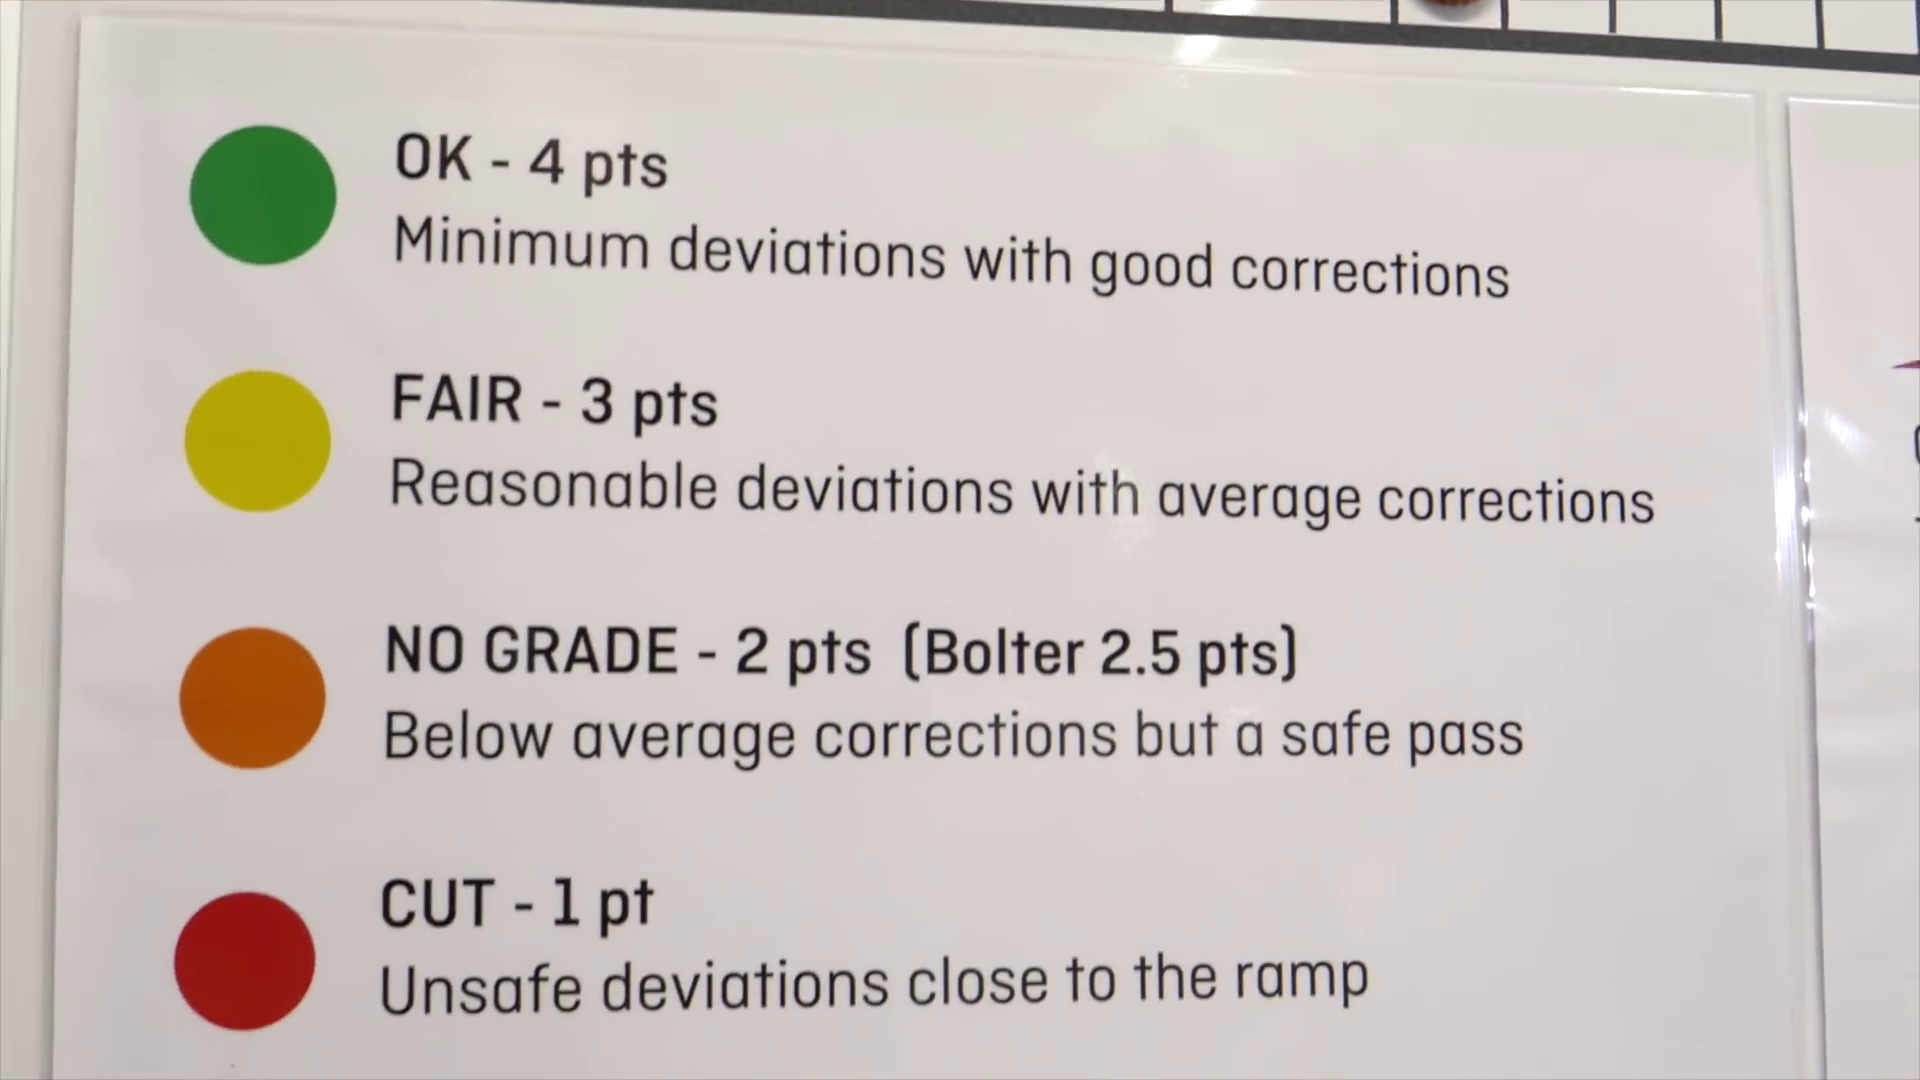 OK - 4 pts
Minimum deviations with good corrections
FAIR - 3 pts
Reasonable deviations with average corrections
NO GRADE - 2 pts (Bolter 2.5 pts)
Below average corrections but a safe pass
CUT - 1 pt
Unsafe deviations close to the ramp